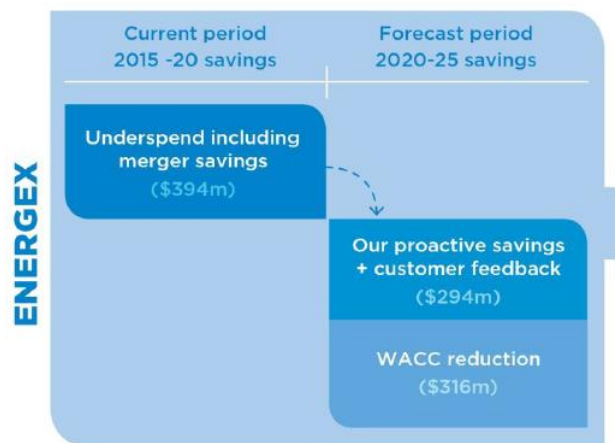 Current period
2015 -20 savings
Forecast period
2020-25 savings
ENERGEX
Underspend including
merger savings
($394m)
Our proactive savings
+ customer feedback
($294m)
WACC reduction
($316m)